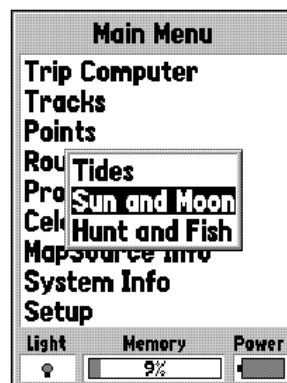 Main Menu
Trip Computer
Tracks
Points
Rou
Tides
Pro
Sun and Moon
Cele
Hunt and Fish
MapSource Info
System Info
Setup
Light Memory Power
9%